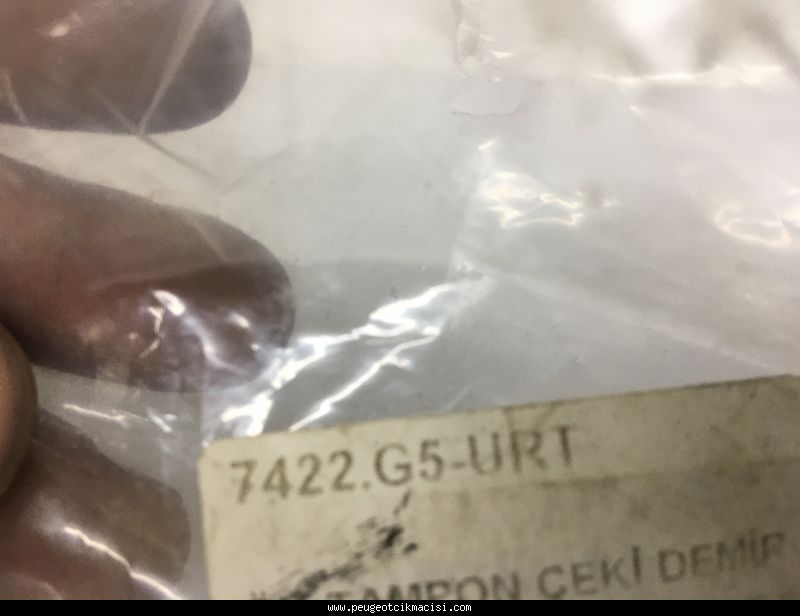 7422.G5-URT
TAMPON ÇEKİ DEMİR
www.peugeotcikmacisi.com